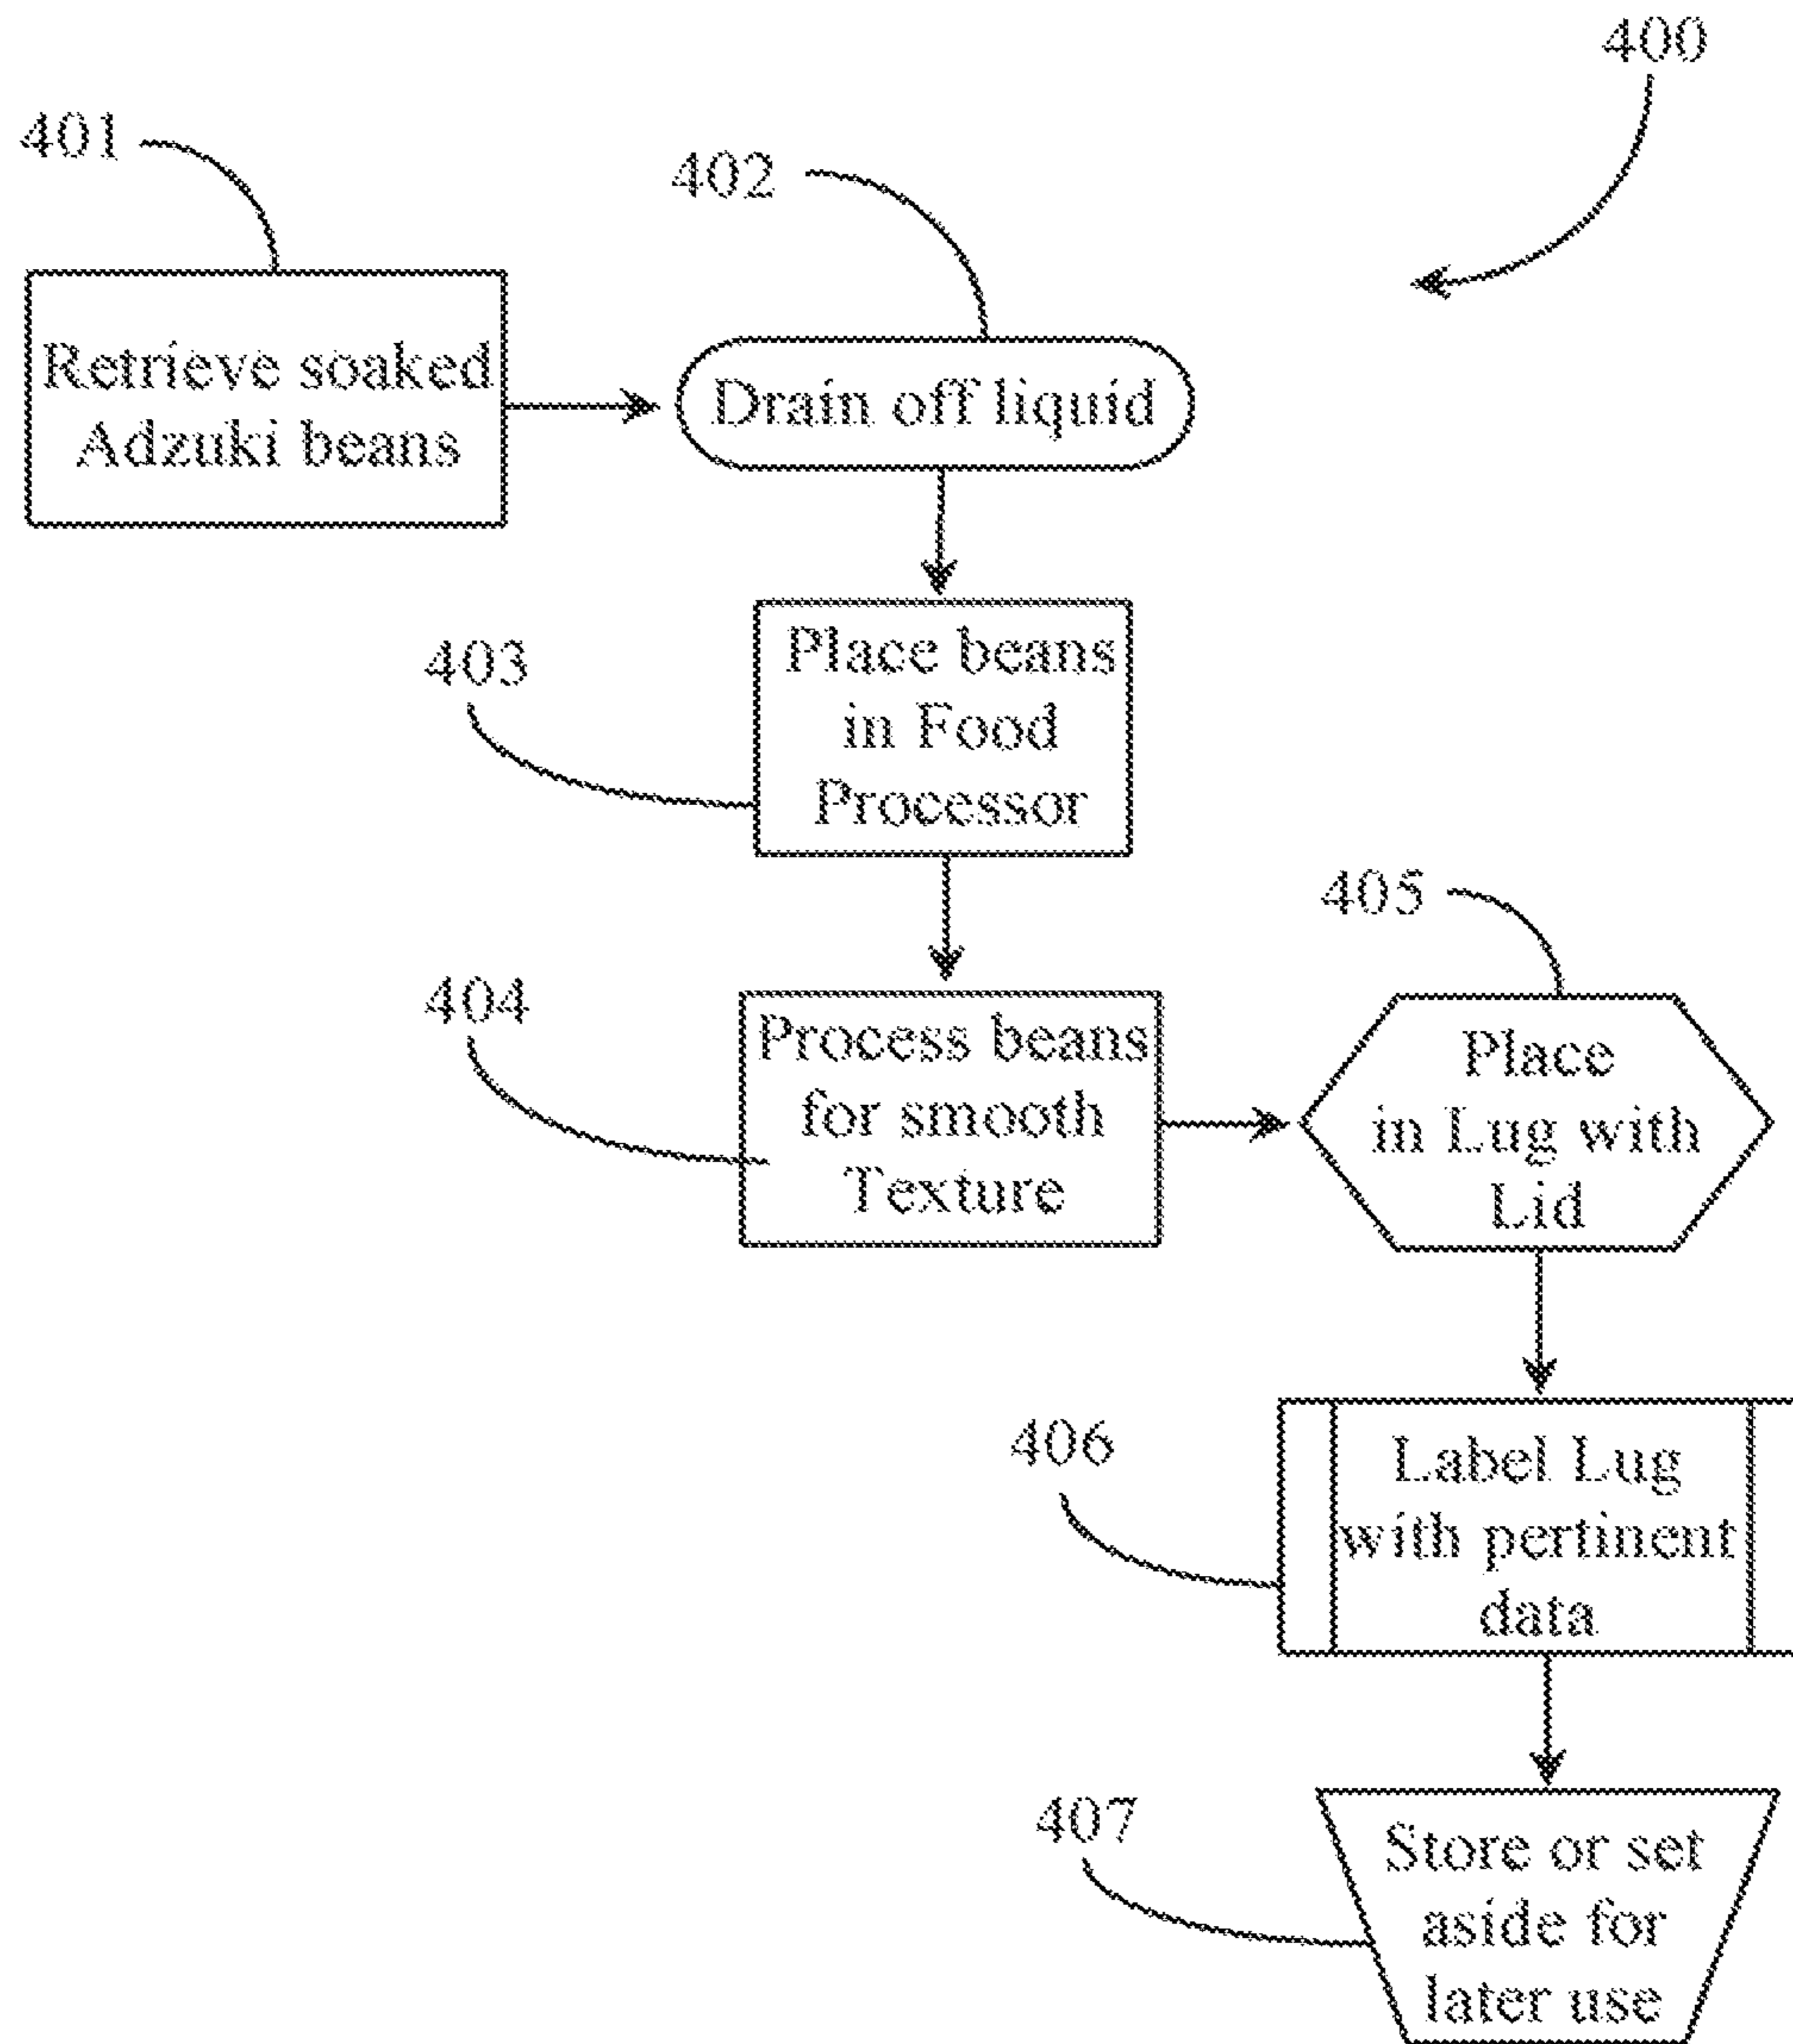 400
401
402
Retrieve soaked
Adzuki beans
Drain off liquid
403
Place beans
in Food
Processor
404
Process beans
for smooth
Texture
405
Place
in Lug with
Lid
406
Label Lug
with pertinent
data
407
Store or set
aside for
later use